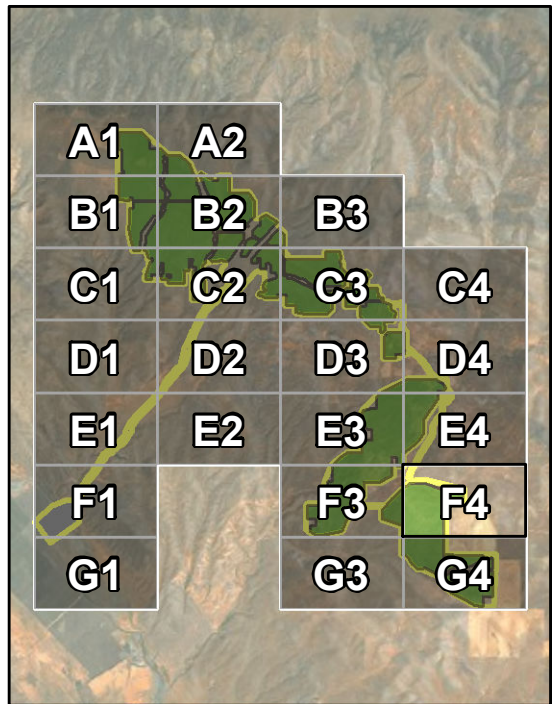 A1 A2
B1 B2 B3
C1 C2 C3 C4
D1 D2 D3 D4
E1 E2 E3 E4
F1 F3 F4
G1 G3 G4